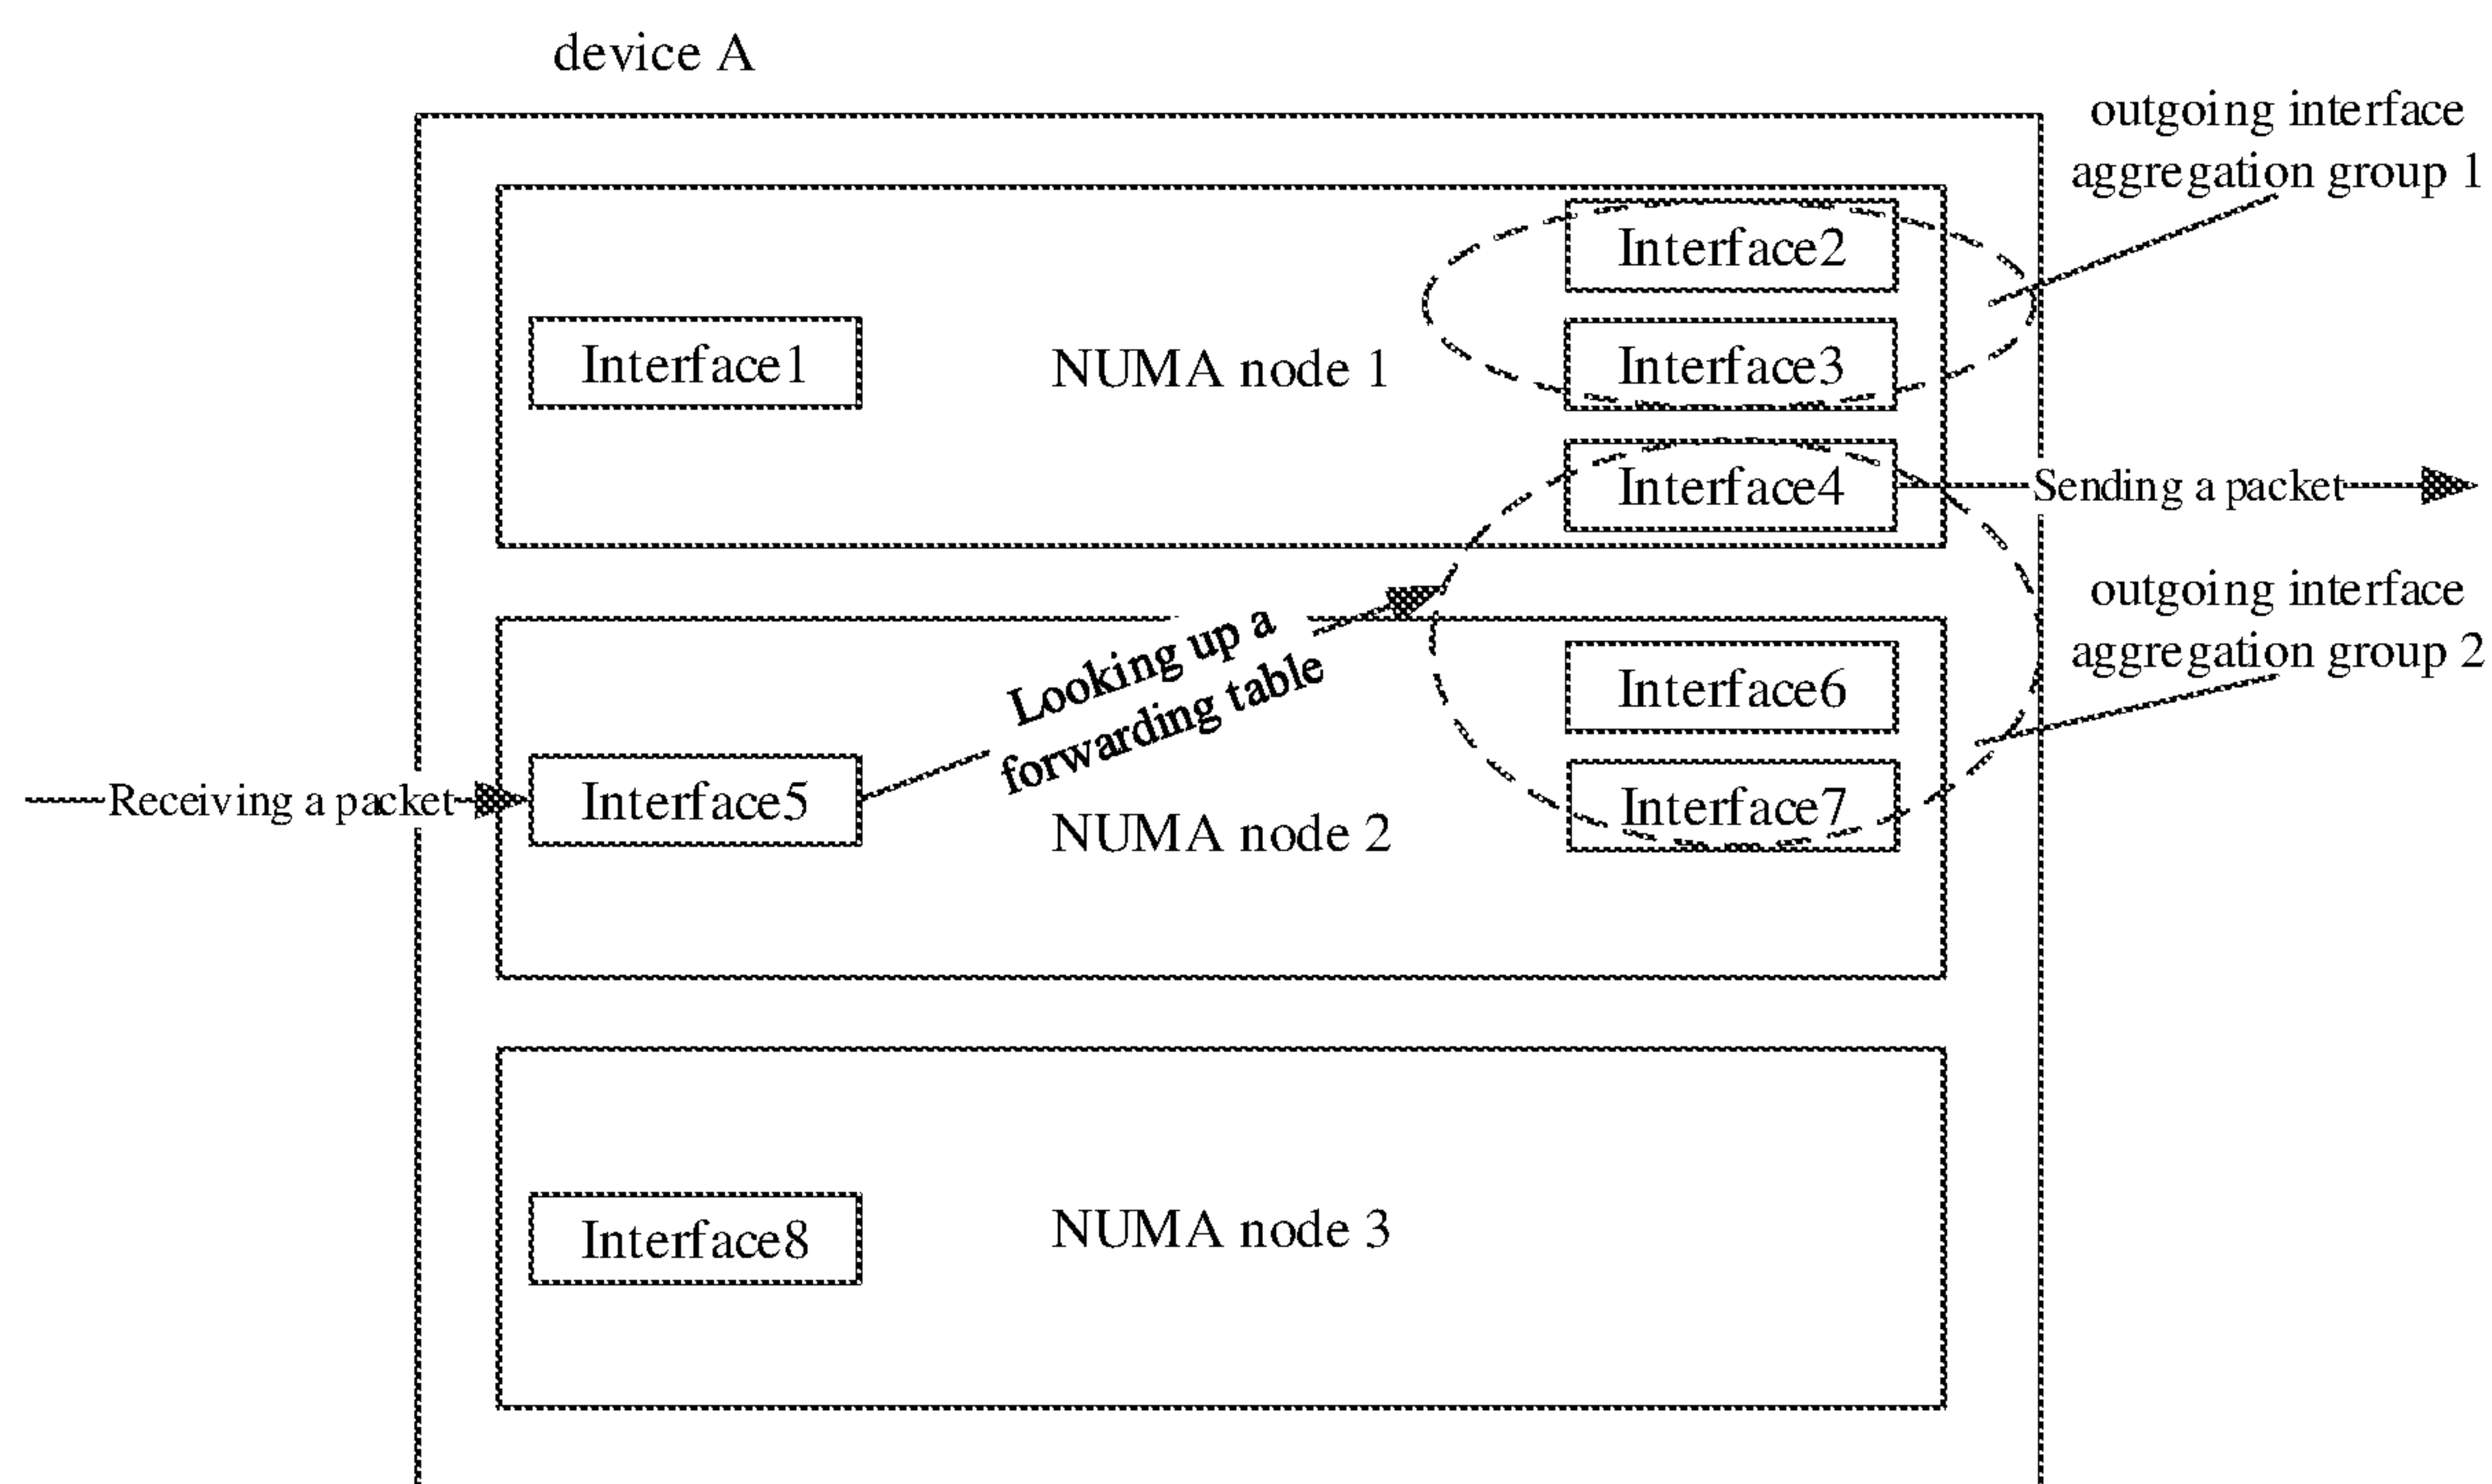 device A
outgoing interface
aggregation group 1
Interface2
Interface1
NUMA node 1
Interface3
Interface4
Sending a packet
outgoing interface
aggregation group 2
Looking up a
forwarding table
Interface6
Receiving a packet
Interface5
NUMA node 2
Interface7
Interface8
NUMA node 3